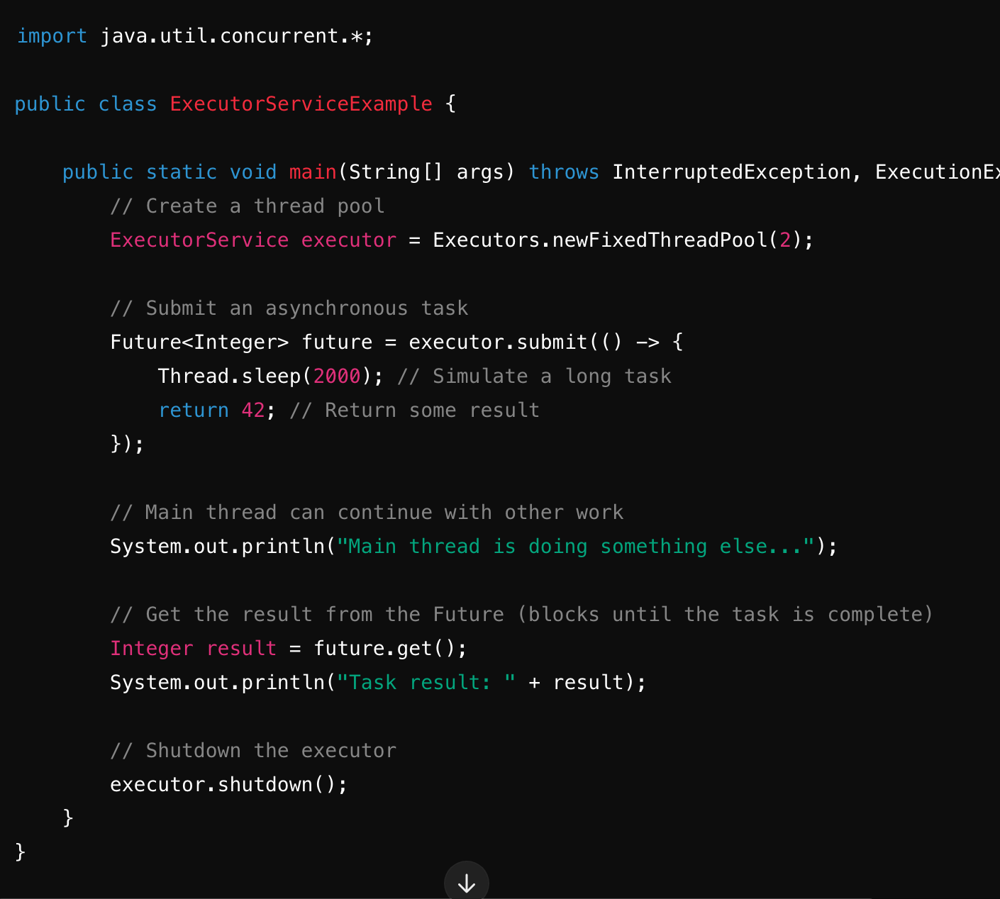 import java.util.concurrent.*;
public class ExecutorServiceExample {
public static void main(String[] args) throws InterruptedException, ExecutionEx
// Create a thread pool
ExecutorService executor = Executors.newFixedThreadPool(2);
// Submit an asynchronous task
Future<Integer> future = executor.submit(() -> {
Thread.sleep(2000); // Simulate a long task
return 42; // Return some result
});
// Main thread can continue with other work
System.out.println("Main thread is doing something else...");
// Get the result from the Future (blocks until the task is complete)
Integer result = future.get();
System.out.println("Task result: " + result);
// Shutdown the executor
executor.shutdown();
}
}